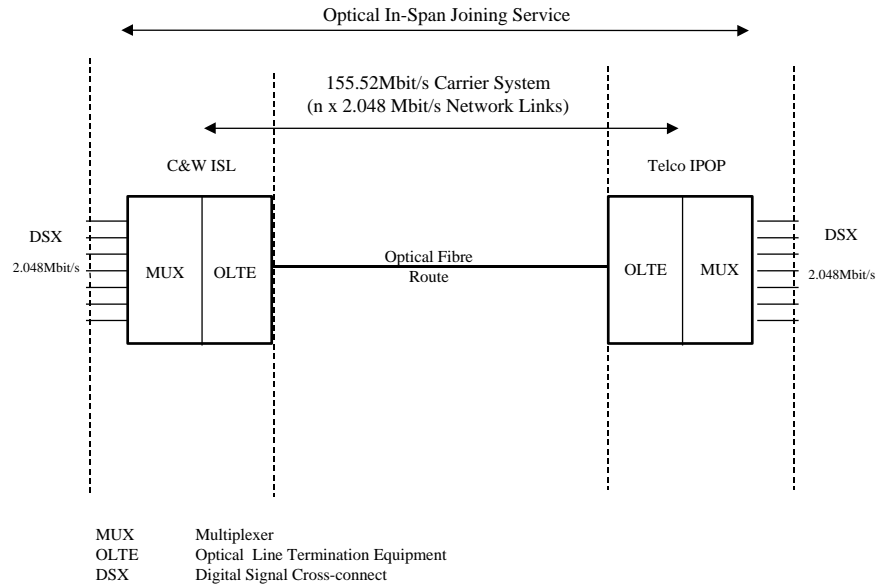 Optical In-Span Joining Service
155.52Mbit/s Carrier System
(n x 2.048 Mbit/s Network Links)
C&W ISL
Telco IPOP
DSX
2.048Mbit/s
MUX
OLTE
Optical Fibre
Route
OLTE
MUX
DSX
2.048Mbit/s
MUX Multiplexer
OLTE Optical Line Termination Equipment
DSX Digital Signal Cross-connect